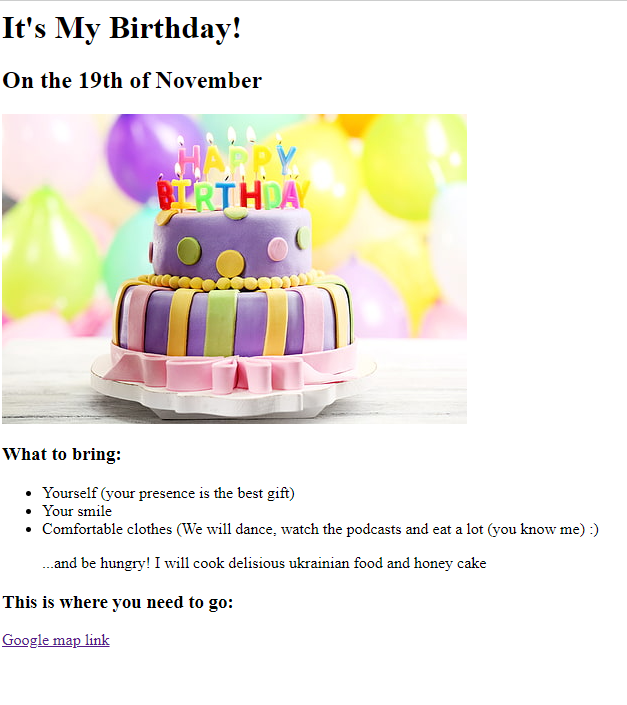 It's My Birthday!
On the 19th of November
HAPPY
BIRTHDAY
What to bring:
Yourself (your presence is the best gift)
Your smile
Comfortable clothes (We will dance, watch the podcasts and eat a lot (you know me) :)
...and be hungry! I will cook delisious ukrainian food and honey cake
This is where you need to go:
Google map link